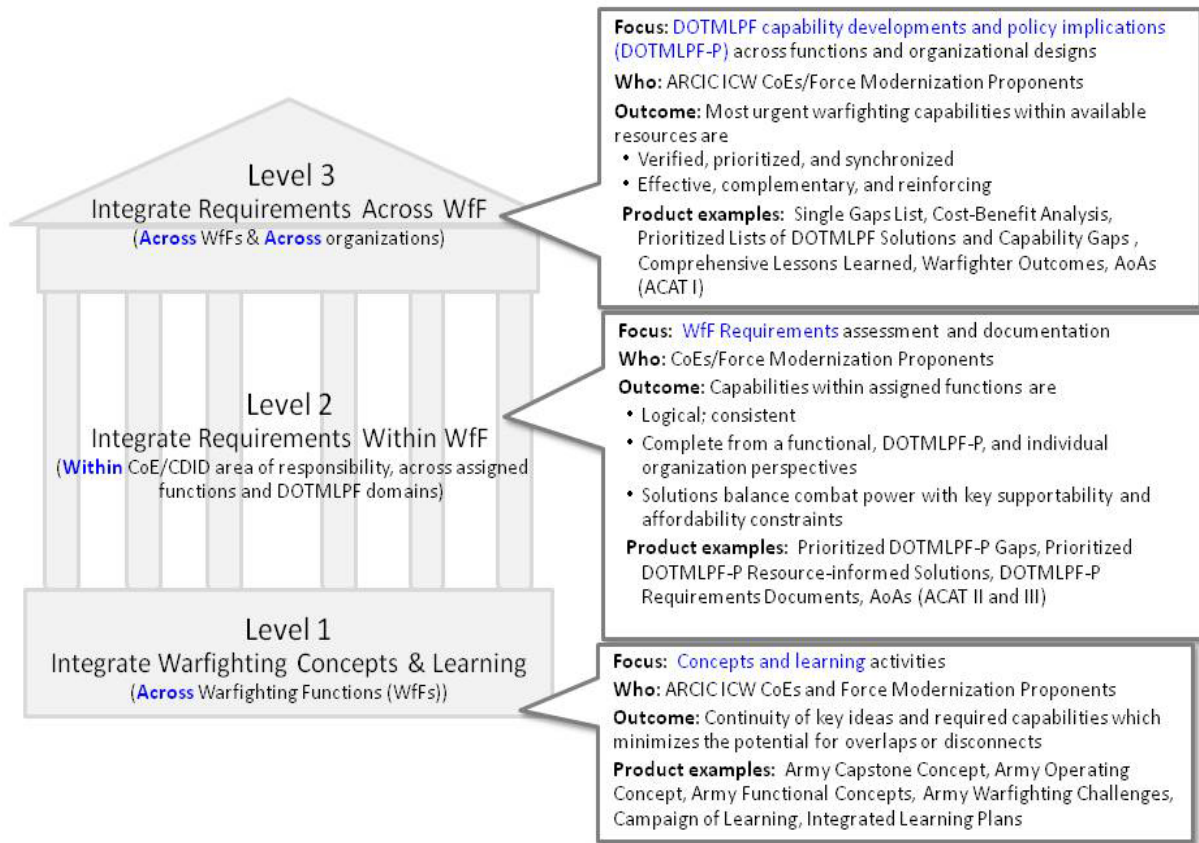 Level 3
Integrate Requirements Across WfF
(Across WfFs & Across organizations)
Level 2
Integrate Requirements Within WfF
(Within CoE/CDID area of responsibility, across assigned
functions and DOTMLPF domains)
Level 1
Integrate Warfighting Concepts & Learning
(Across Warfighting Functions (WfFs))
Focus: DOTMLPF capability developments and policy implications
(DOTMLPF-P) across functions and organizational designs
Who: ARCIC ICW CoEs/Force Modernization Proponents
Outcome: Most urgent warfighting capabilities within available
resources are
• Verified, prioritized, and synchronized
• Effective, complementary, and reinforcing
Product examples: Single Gaps List, Cost-Benefit Analysis,
Prioritized Lists of DOTMLPF Solutions and Capability Gaps ,
Comprehensive Lessons Learned, Warfighter Outcomes, AoAs
(ACAT I)
Focus: WfF Requirements assessment and documentation
Who: CoEs/Force Modernization Proponents
Outcome: Capabilities within assigned functions are
• Logical; consistent
• Complete from a functional, DOTMLPF-P, and individual
organization perspectives
• Solutions balance combat power with key supportability and
affordability constraints
Product examples: Prioritized DOTMLPF-P Gaps, Prioritized
DOTMLPF-P Resource-informed Solutions, DOTMLPF-P
Requirements Documents, AoAs (ACAT II and III)
Focus: Concepts and learning activities
Who: ARCIC ICW CoEs and Force Modernization Proponents
Outcome: Continuity of key ideas and required capabilities which
minimizes the potential for overlaps or disconnects
Product examples: Army Capstone Concept, Army Operating
Concept, Army Functional Concepts, Army Warfighting Challenges,
Campaign of Learning, Integrated Learning Plans